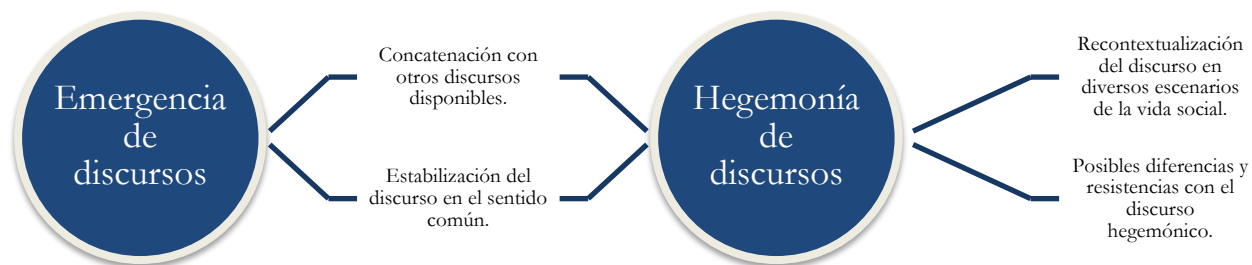 Emergencia
de
discursos
Concatenación con
otros discursos
disponibles.
Estabilización del
discurso en el sentido
común.
Hegemonía
de
discursos
Recontextualización
del discurso en
diversos escenarios
de la vida social.
Posibles diferencias y
resistencias con el
discurso
hegemónico.